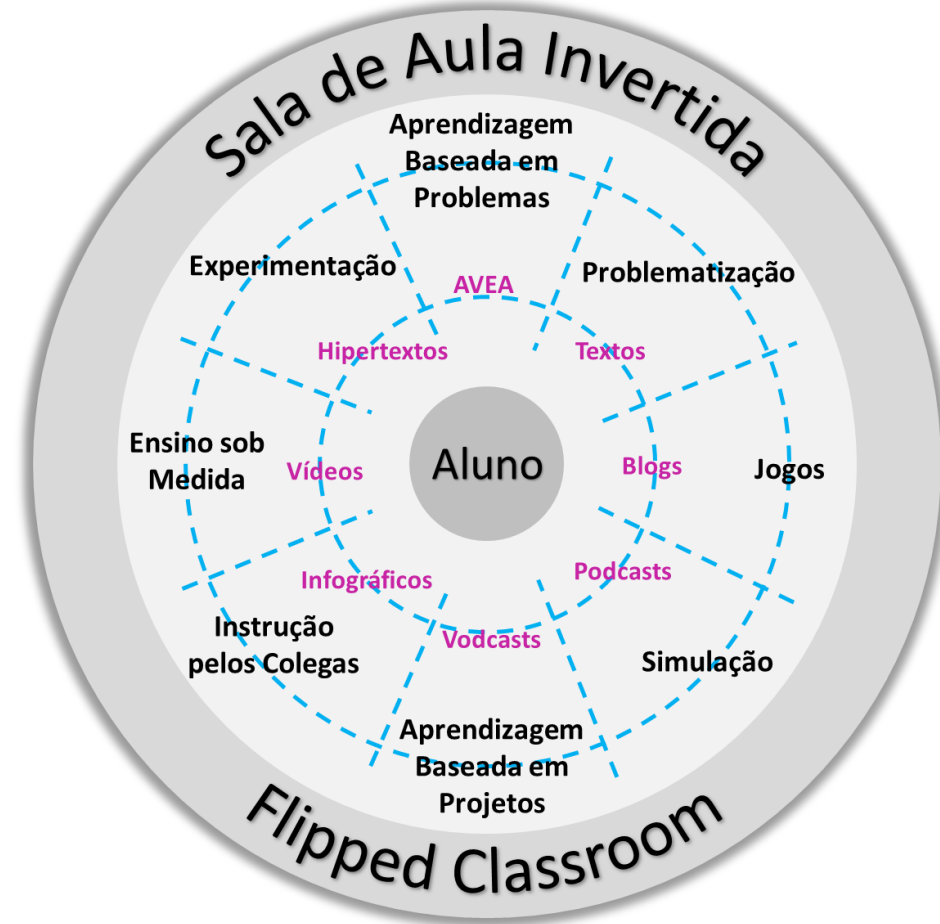 Sala de Aula Invertida
Aprendizagem
Baseada em
Problemas
Experimentação
Problematização
AVEA
Hipertextos
Textos
Ensino sob
Medida
Vídeos
Aluno
Blogs
Jogos
Infográficos
Podcasts
Instrução
pelos Colegas
Vodcasts
Simulação
Aprendizagem
Baseada em
Projetos
Flipped Classroom